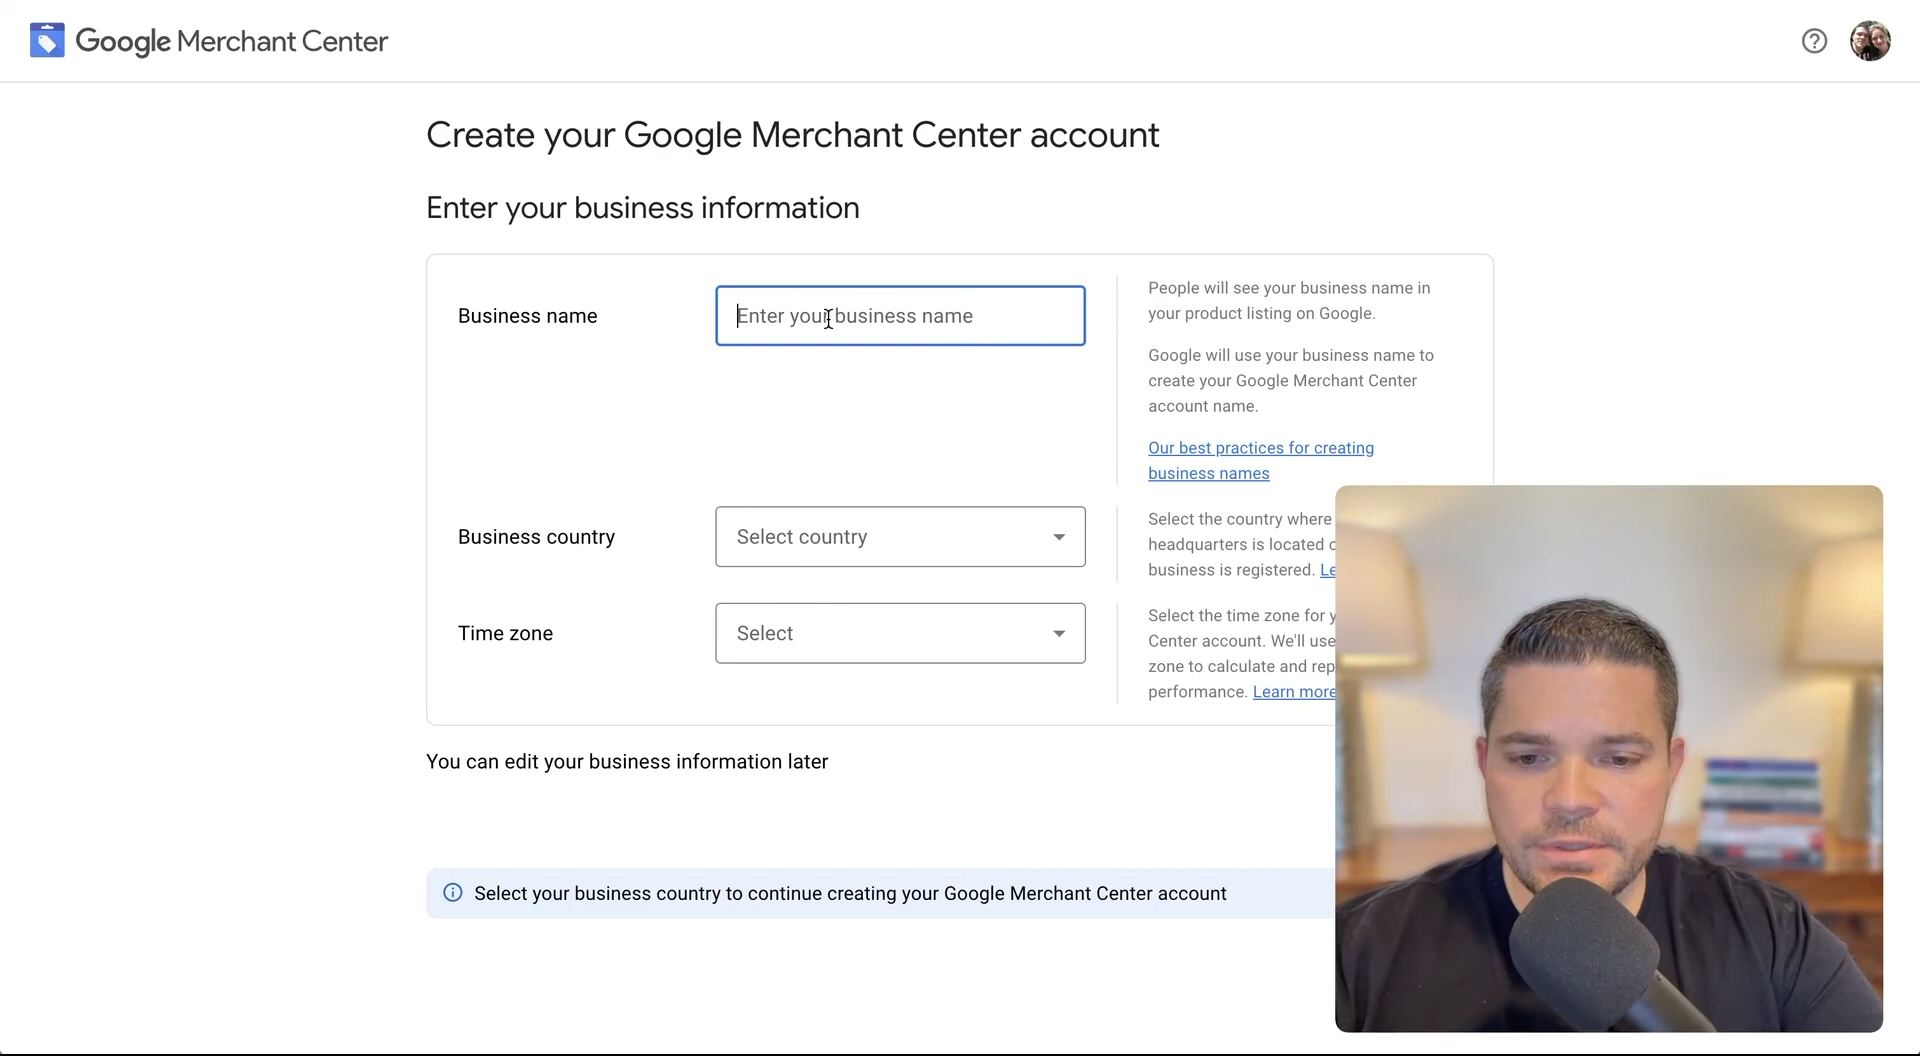 Google Merchant Center
Create your Google Merchant Center account
Enter your business information
Business name
Enter your business name
People will see your business name in
your product listing on Google.
Google will use your business name to
create your Google Merchant Center
account name.
Our best practices for creating
business names
Business country
Select country
Select the country where
headquarters is located
business is registered.
Time zone
Select
Select the time zone for
Center account. We'll use
zone to calculate and
performance. Learn more
You can edit your business information later
Select your business country to continue creating your Google Merchant Center account